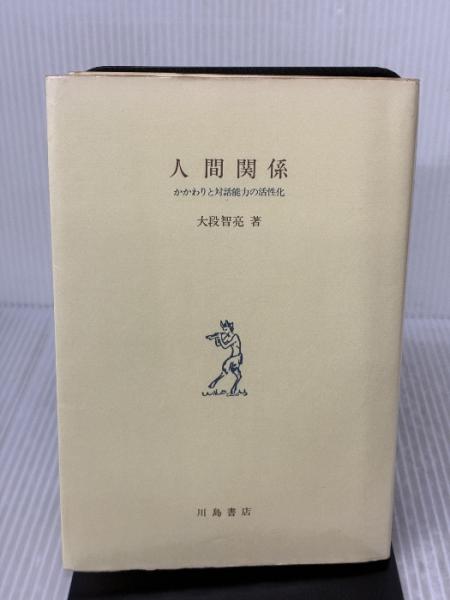 人間関係
かかわりと対話能力の活性化
大段智亮 著
川島書店